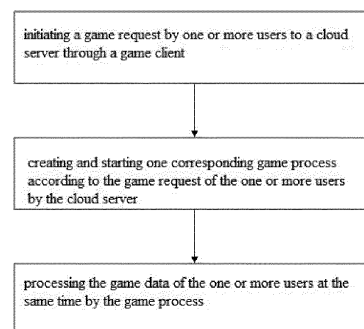 initiating a game request by one or more users to a cloud
server through a game client
creating and starting one corresponding game process
according to the game request of the one or more users
by the cloud server
processing the game data of the one or more users at the
same time by the game process